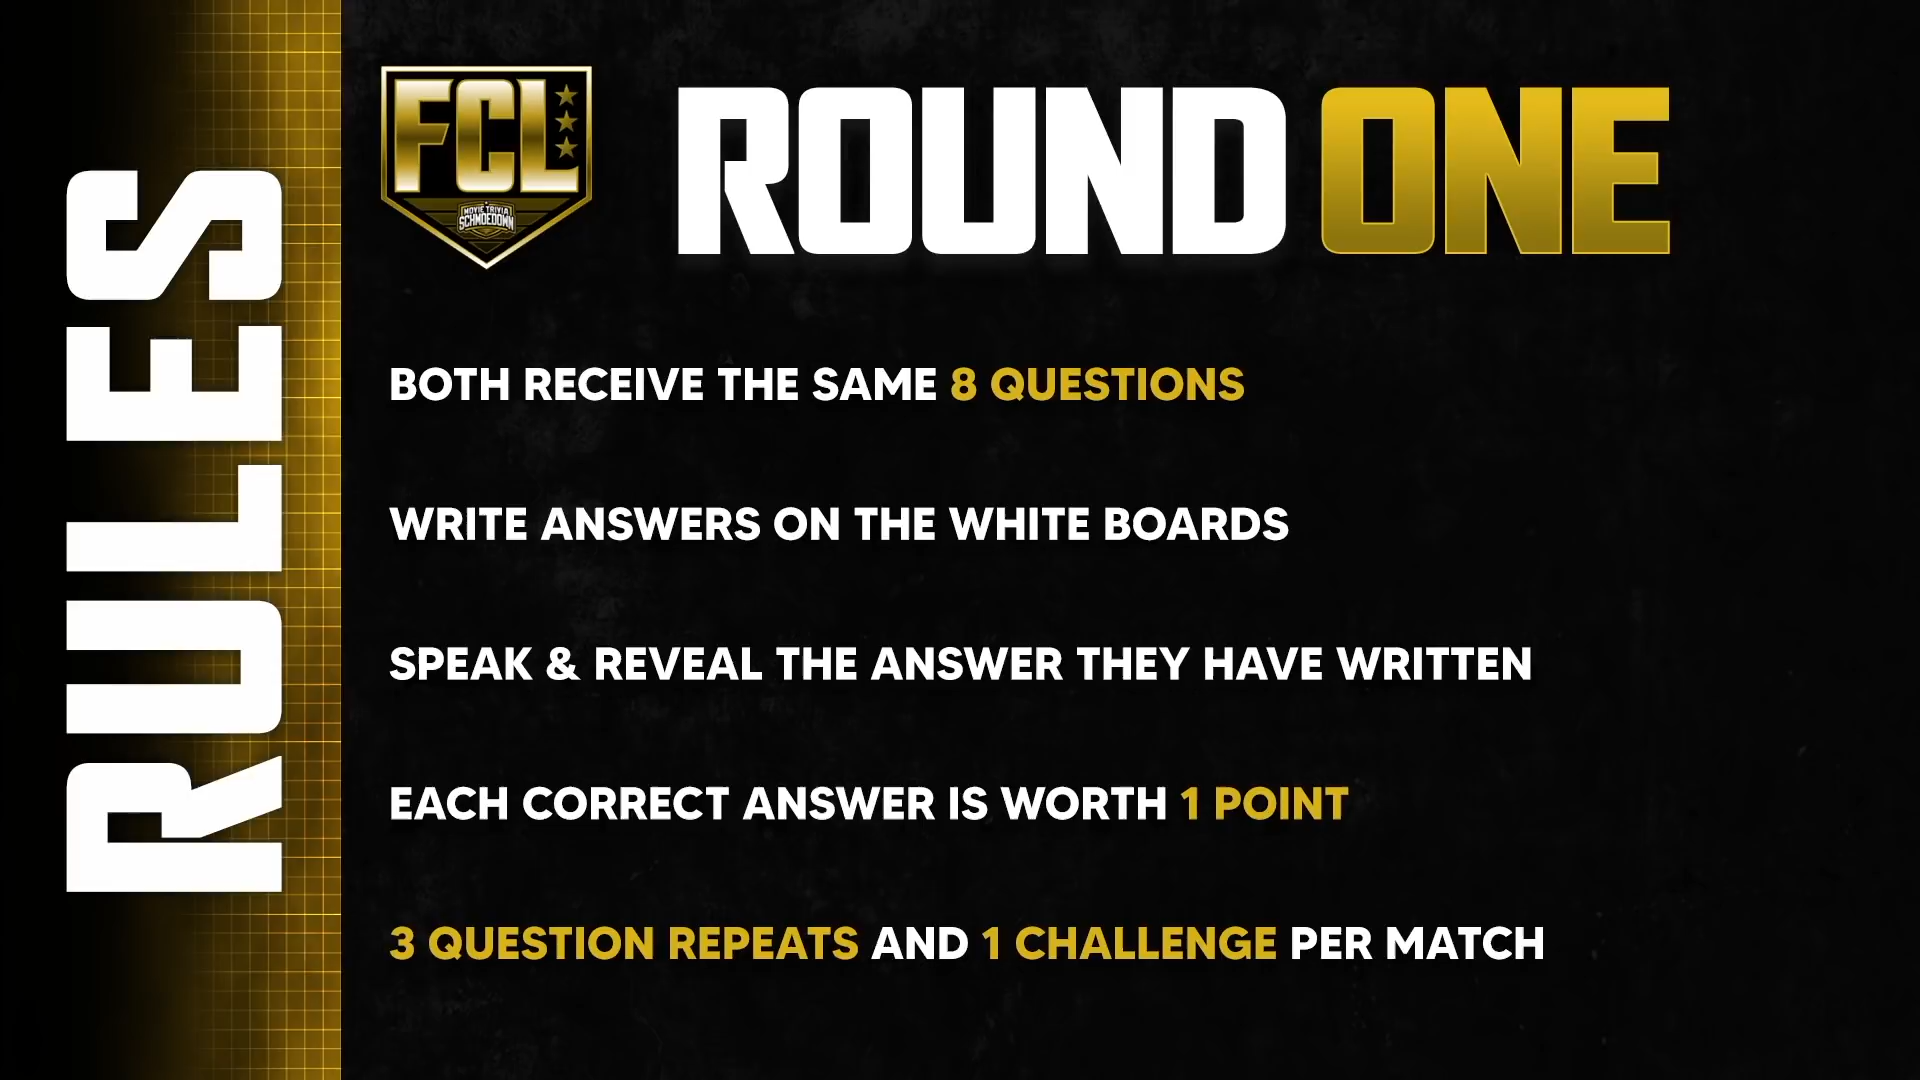 RULES
FCL
MOVIE TRIVIA
SCHMOEDOWN
ROUND ONE
BOTH RECEIVE THE SAME 8 QUESTIONS
WRITE ANSWERS ON THE WHITE BOARDS
SPEAK & REVEAL THE ANSWER THEY HAVE WRITTEN
EACH CORRECT ANSWER IS WORTH 1 POINT
3 QUESTION REPEATS AND 1 CHALLENGE PER MATCH